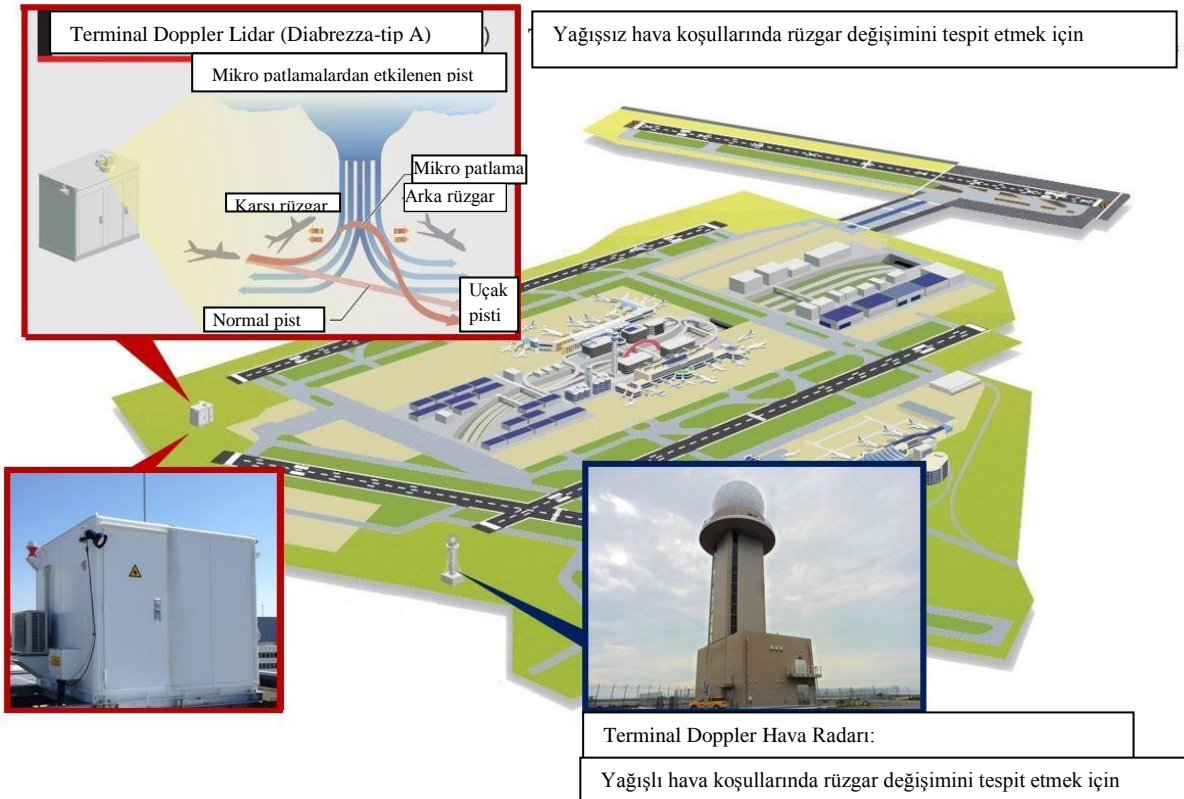 Terminal Doppler Lidar (Diabrezza-tip A)
)
Yağışsız hava koşullarında rüzgar değişimini tespit etmek için
Mikro patlamalardan etkilenen pist
Mikro patlama
Karşı rüzgar
Arka rüzgar
Uçak
pisti
Normal pist
Terminal Doppler Hava Radarı:
Yağışlı hava koşullarında rüzgar değişimini tespit etmek için